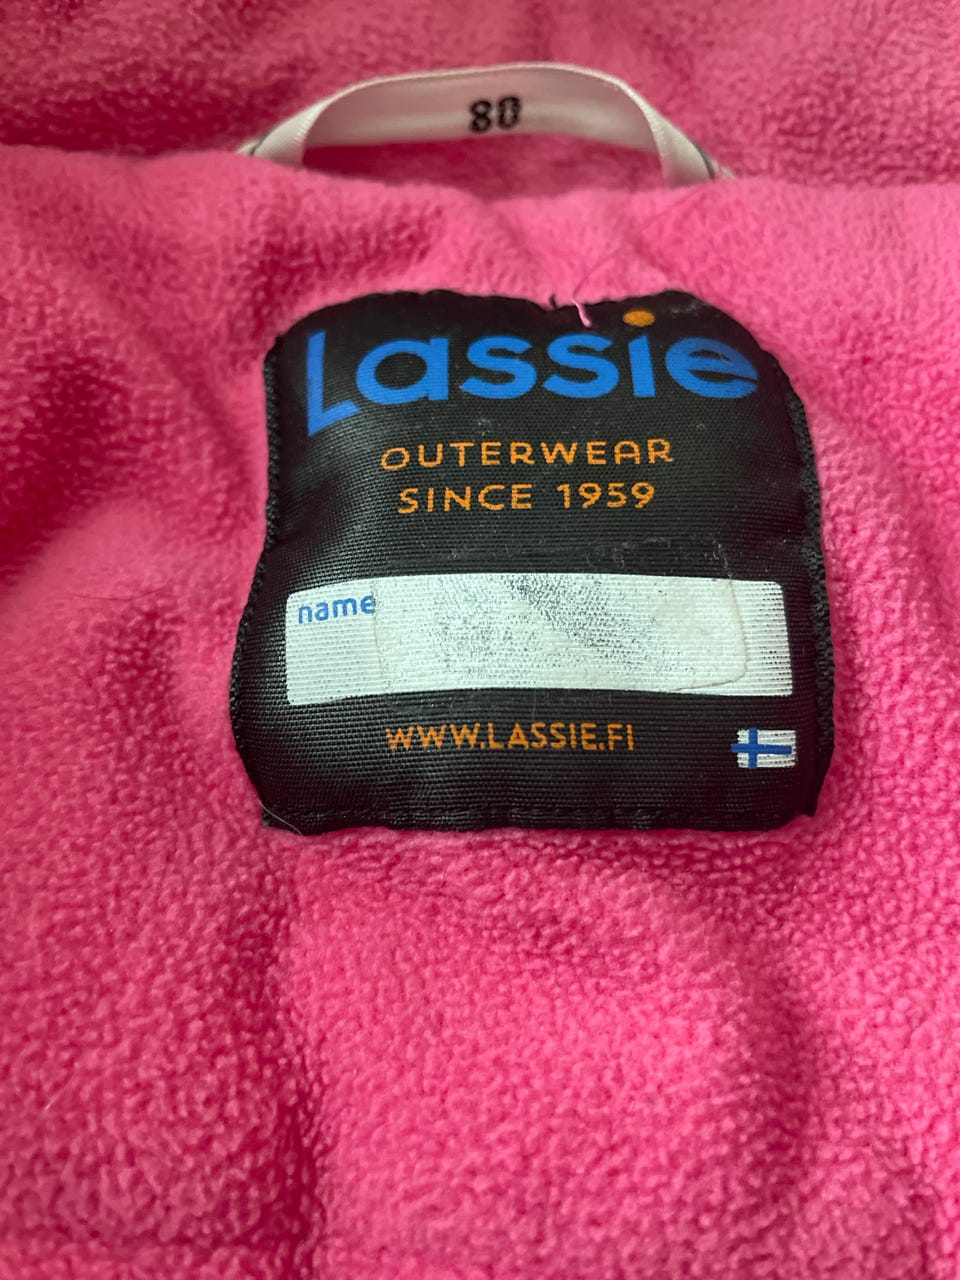 80
Lassie
OUTERWEAR
SINCE 1959
name
WWW.LASSIE.FI